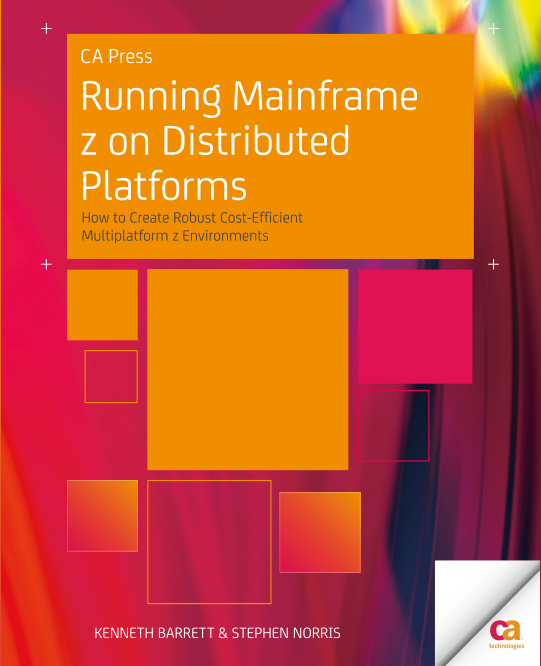 CA Press
Running Mainframe
z on Distributed
Platforms
How to Create Robust Cost-Efficient
Multiplatform z Environments
KENNETH BARRETT & STEPHEN NORRIS
ca
technologies